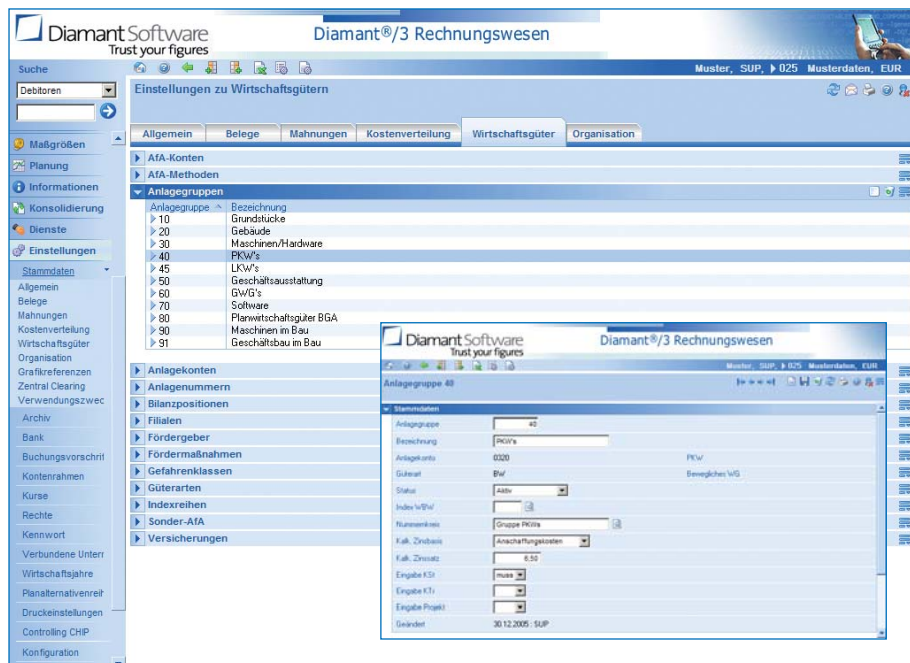 Diamant Software
Trust your figures
Diamant®/3 Rechnungswesen
Suche
Muster, SUP, 025 Musterdaten, EUR
Debitoren
Einstellungen zu Wirtschaftsgütern
Allgemein Belege Mahnungen Kostenverteilung Wirtschaftsgüter Organisation
Maßgrößen
Planung
Informationen
Konsolidierung
Dienste
Einstellungen
Stammdaten
Allgemein
Belege
Mahnungen
Kostenverteilung
Wirtschaftsgüter
Organisation
Grafikreferenzen
Zentral Clearing
Verwendungszwec
Archiv
Bank
Buchungsvorschrif
Kontenrahmen
Kurse
Rechte
Kennwort
Verbundene Untern
Wirtschaftsjahre
Planalternativenreih
Druckeinstellungen
Controlling CHIP
Konfiguration
AfA-Konten
AfA-Methoden
Anlagegruppen
Anlagegruppe Bezeichnung
10 Grundstücke
20 Gebäude
30 Maschinen/Hardware
40 PKW's
45 LKW's
50 Geschäftsausstattung
60 GWG's
70 Software
80 Planwirtschaftsgüter BGA
90 Maschinen im Bau
91 Geschäftsbau im Bau
Anlagekonten
Anlagenummern
Bilanzpositionen
Filialen
Fördergeber
Fördermaßnahmen
Gefahrenklassen
Güterarten
Indexreihen
Sonder-AfA
Versicherungen
Diamant Software
Trust your figures
Diamant®/3 Rechnungswesen
Muster, SUP, 025 Musterdaten, EUR
Anlagegruppe 40
Stammdaten
Anlagegruppe 40
Bezeichnung PKW's
Anlagekonto 0320 PKW
Güterart BW Bewegliches WG
Status Aktiv
Index WBW
Nummernkreis Gruppe PKWs
Kalk. Zinsbasis Anschaffungskosten
Kalk. Zinssatz 6,50
Eingabe KSt muss
Eingabe KTr
Eingabe Projekt
Geändert 30.12.2005 : SUP